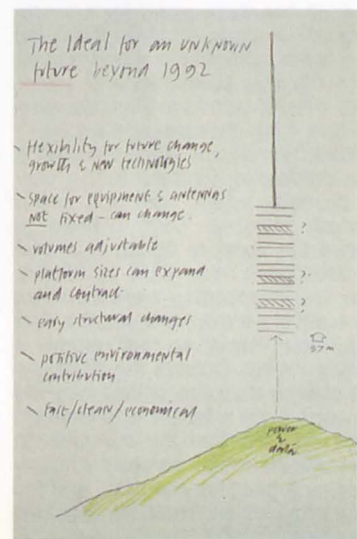 The Ideal for an UNKNOWN
future beyond 1992
flexibility for future change,
growth & new technologies
space for equipment & antennas
NOT fixed – can change.
volumes adjustable
platform sizes can expand
and contract.
easy structural changes
positive environmental
contribution
fast/clean/economical
?
?
?
?
57m
power
&
data